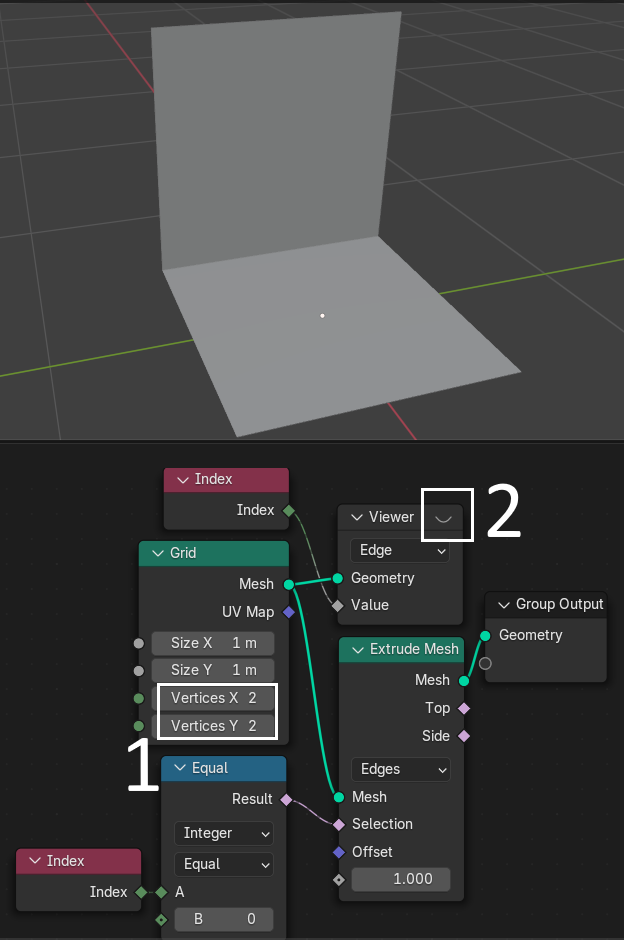 Index
Index
2
Viewer
Edge
Geometry
Value
Grid
Mesh
UV Map
Size X 1 m
Size Y 1 m
Vertices X 2
Vertices Y 2
1
Group Output
Geometry
Extrude Mesh
Mesh
Top
Side
Edges
Mesh
Selection
Offset
1.000
Equal
Result
Integer
Equal
A
B 0
Index
Index